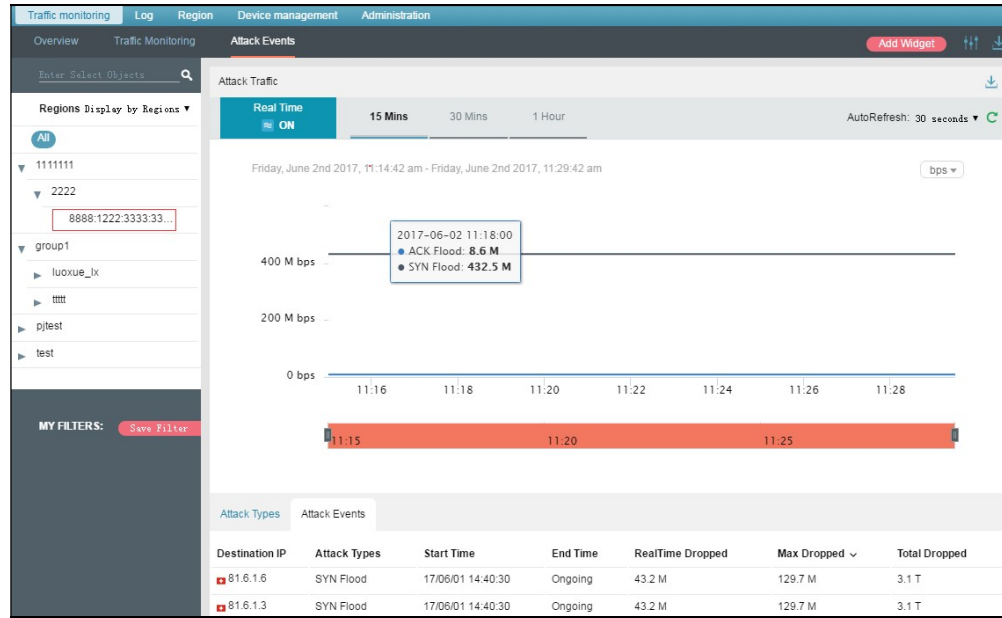 Traffic monitoring Log Region Device management Administration
Overview Traffic Monitoring Attack Events Add Widget
Enter Select Objects
Attack Traffic
Regions Display by Regions ▼
Real Time
ON
15 Mins 30 Mins 1 Hour AutoRefresh: 30 seconds ▼
All
1111111
2222
8888:1222:3333:33...
group1
luoxue_lx
ttttt
pjtest
test
MY FILTERS: Save Filter
Friday, June 2nd 2017, 11:14:42 am - Friday, June 2nd 2017, 11:29:42 am bps
2017-06-02 11:18:00
ACK Flood: 8.6 M
SYN Flood: 432.5 M
400 M bps
200 M bps
0 bps
11:16 11:18 11:20 11:22 11:24 11:26 11:28
11:15 11:20 11:25
Attack Types Attack Events
Destination IP Attack Types Start Time End Time RealTime Dropped Max Dropped Total Dropped
81.6.1.6 SYN Flood 17/06/01 14:40:30 Ongoing 43.2 M 129.7 M 3.1 T
81.6.1.3 SYN Flood 17/06/01 14:40:30 Ongoing 43.2 M 129.7 M 3.1 T